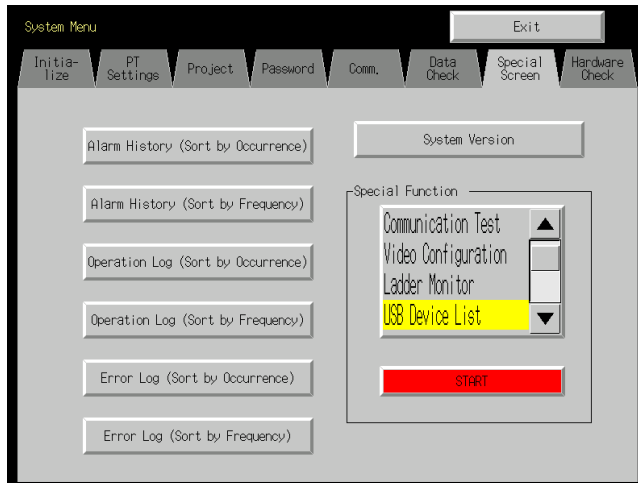 System Menu
Exit
Initia-
lize
PT
Settings
Project
Password
Comm.
Data
Check
Special
Screen
Hardware
Check
Alarm History (Sort by Occurrence)
Alarm History (Sort by Frequency)
Operation Log (Sort by Occurrence)
Operation Log (Sort by Frequency)
Error Log (Sort by Occurrence)
Error Log (Sort by Frequency)
System Version
Special Function
Communication Test
Video Configuration
Ladder Monitor
USB Device List
START